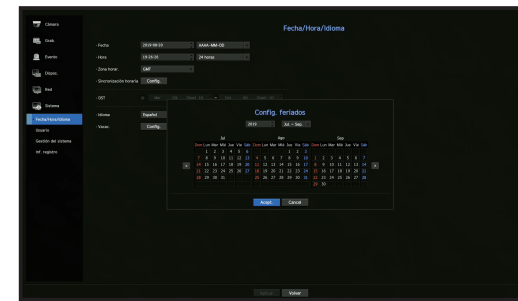 Fecha/Hora/Idioma
Cámara
Grab.
Evento
Dispos.
Red
Sistema
Fecha/Hora/Idioma
Usuario
Gestión del sistema
Inf. registro
· Fecha 2019-08-20 AAAA-MM-DD
· Hora 24 horas
· Zona horar. GMT
· Sincronización horaria Config.
· DST
· Idioma Español
· Vacac. Config.
Config. feriados
2019 Jul ~ Sep.
Jul Ago Sep
Dom Lun Mar Mié Jue Vie Sáb Dom Lun Mar Mié Jue Vie Sáb Dom Lun Mar Mié Jue Vie Sáb
1 2 3 4 5 6 1 2 3 1 2 3 4 5 6 7
7 8 9 10 11 12 13 4 5 6 7 8 9 10 8 9 10 11 12 13 14
14 15 16 17 18 19 20 11 12 13 14 15 16 17 15 16 17 18 19 20 21
21 22 23 24 25 26 27 18 19 20 21 22 23 24 22 23 24 25 26 27 28
28 29 30 31 25 26 27 28 29 30 31 29 30
Acept. Cancel
Volver